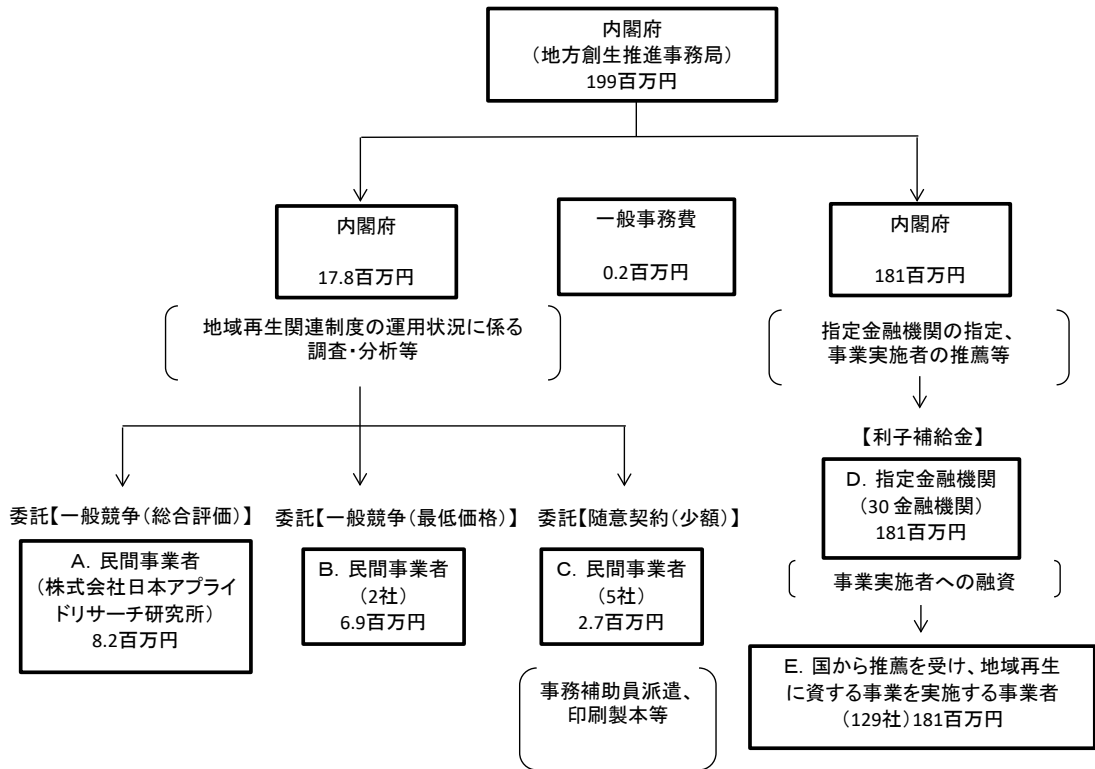 内閣府
（地方創生推進事務局）
199百万円
内閣府
17.8百万円
一般事務費
0.2百万円
内閣府
181百万円
地域再生関連制度の運用状況に係る
調査・分析等
指定金融機関の指定、
事業実施者の推薦等
【利子補給金】
D. 指定金融機関
（30 金融機関）
181百万円
委託【一般競争（総合評価）】
委託【一般競争（最低価格）】
委託【随意契約（少額）】
A. 民間事業者
（株式会社日本アプライ
ドリサーチ研究所）
8.2百万円
B. 民間事業者
（2社）
6.9百万円
C. 民間事業者
（5社）
2.7百万円
事業実施者への融資
事務補助員派遣、
印刷製本等
E. 国から推薦を受け、地域再生
に資する事業を実施する事業者
（129社）181百万円